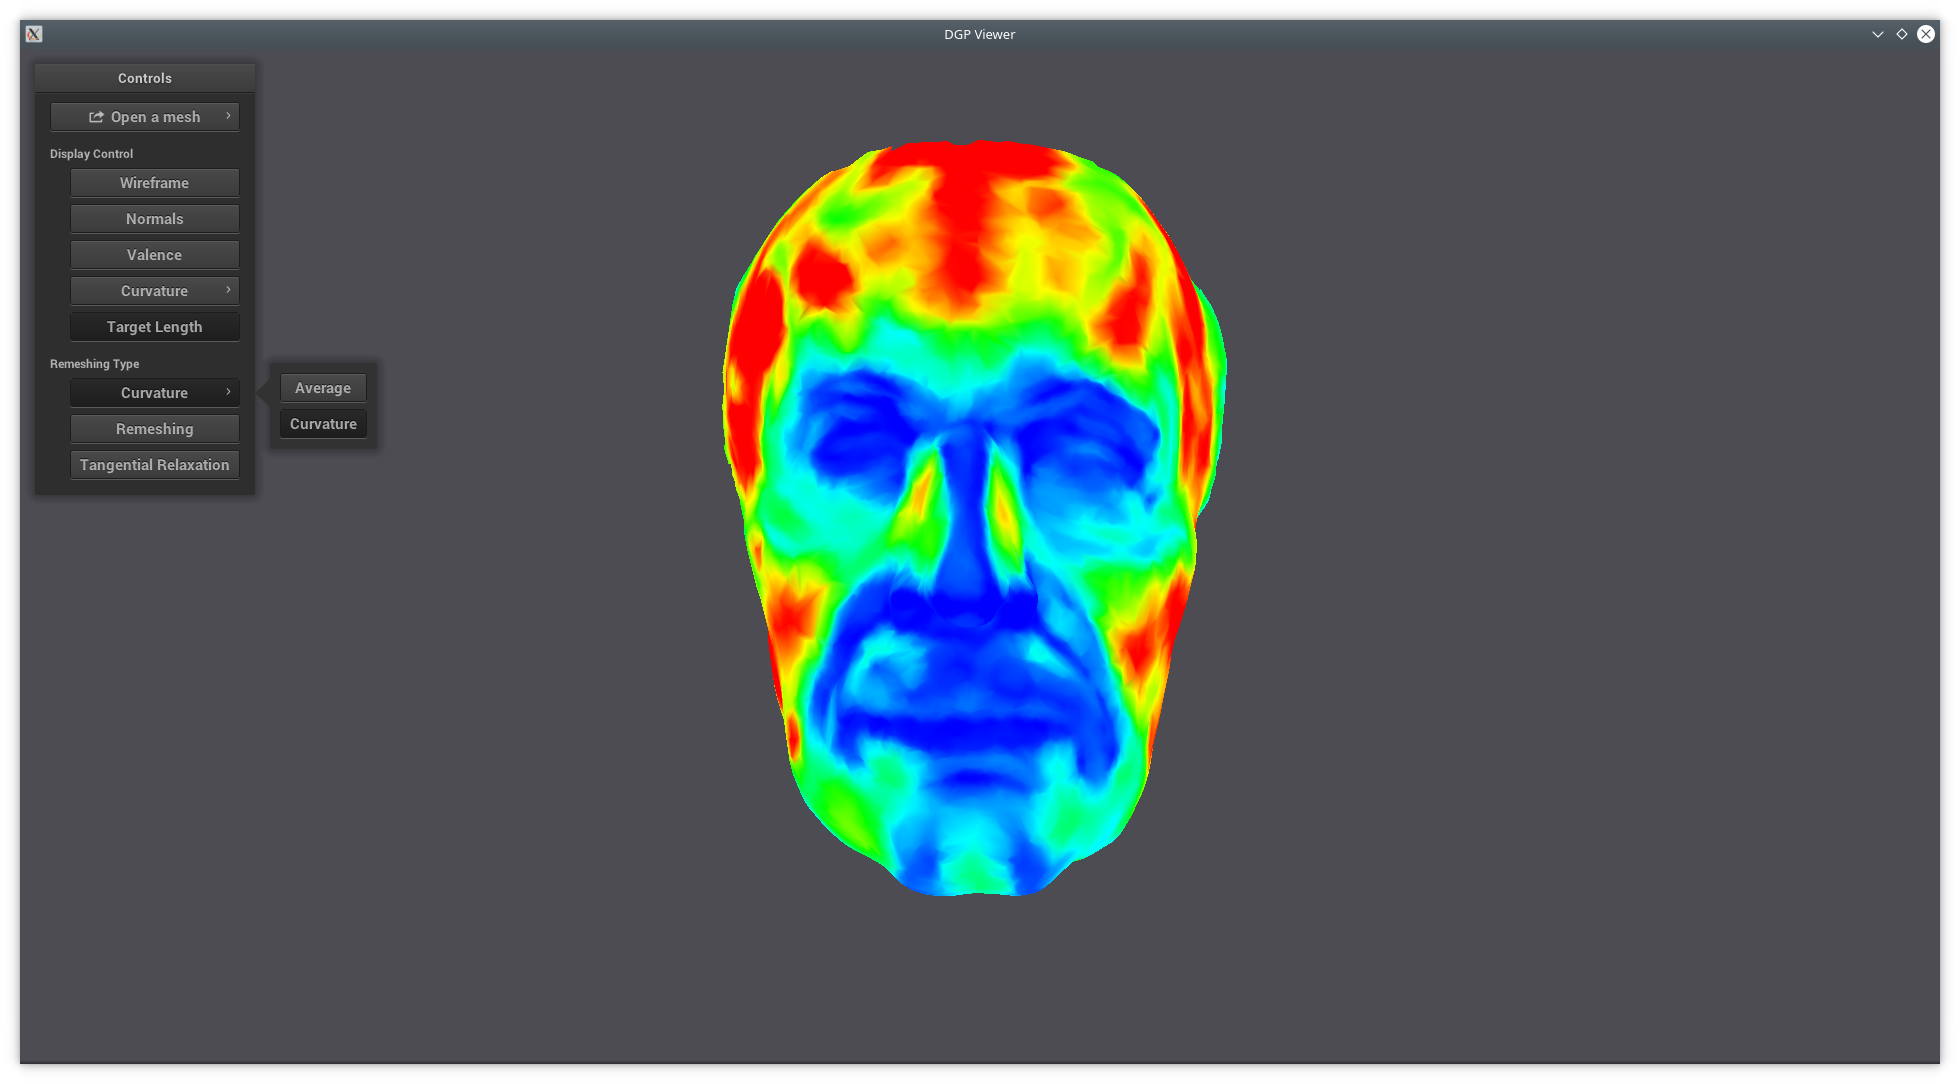 DGP Viewer
Controls
Open a mesh
Display Control
Wireframe
Normals
Valence
Curvature
Target Length
Remeshing Type
Curvature
Remeshing
Tangential Relaxation
Average
Curvature